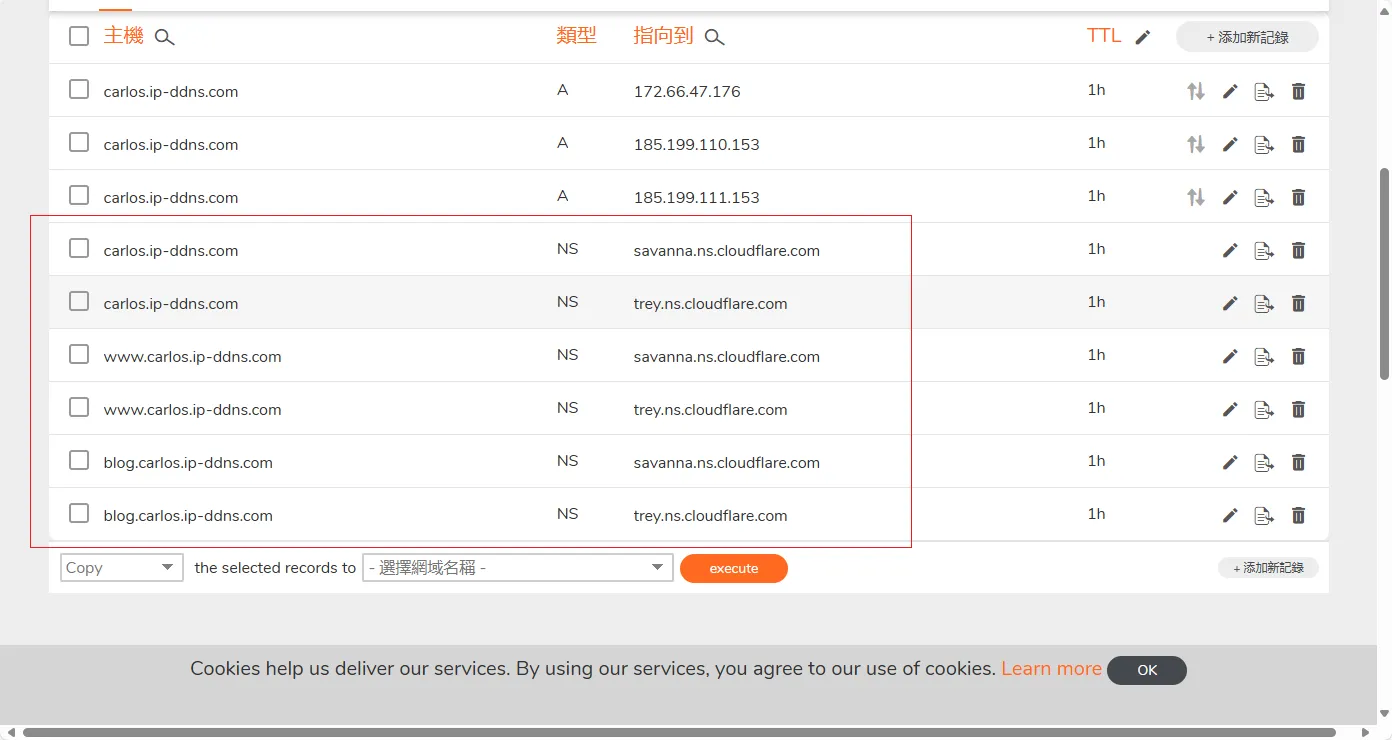 主機 類型 指向到 TTL + 添加新記錄
carlos.ip-ddns.com A 172.66.47.176 1h
carlos.ip-ddns.com A 185.199.110.153 1h
carlos.ip-ddns.com A 185.199.111.153 1h
carlos.ip-ddns.com NS savanna.ns.cloudflare.com 1h
carlos.ip-ddns.com NS trey.ns.cloudflare.com 1h
www.carlos.ip-ddns.com NS savanna.ns.cloudflare.com 1h
www.carlos.ip-ddns.com NS trey.ns.cloudflare.com 1h
blog.carlos.ip-ddns.com NS savanna.ns.cloudflare.com 1h
blog.carlos.ip-ddns.com NS trey.ns.cloudflare.com 1h
Copy the selected records to - 選擇網域名稱 - execute + 添加新記錄
Cookies help us deliver our services. By using our services, you agree to our use of cookies. Learn more OK